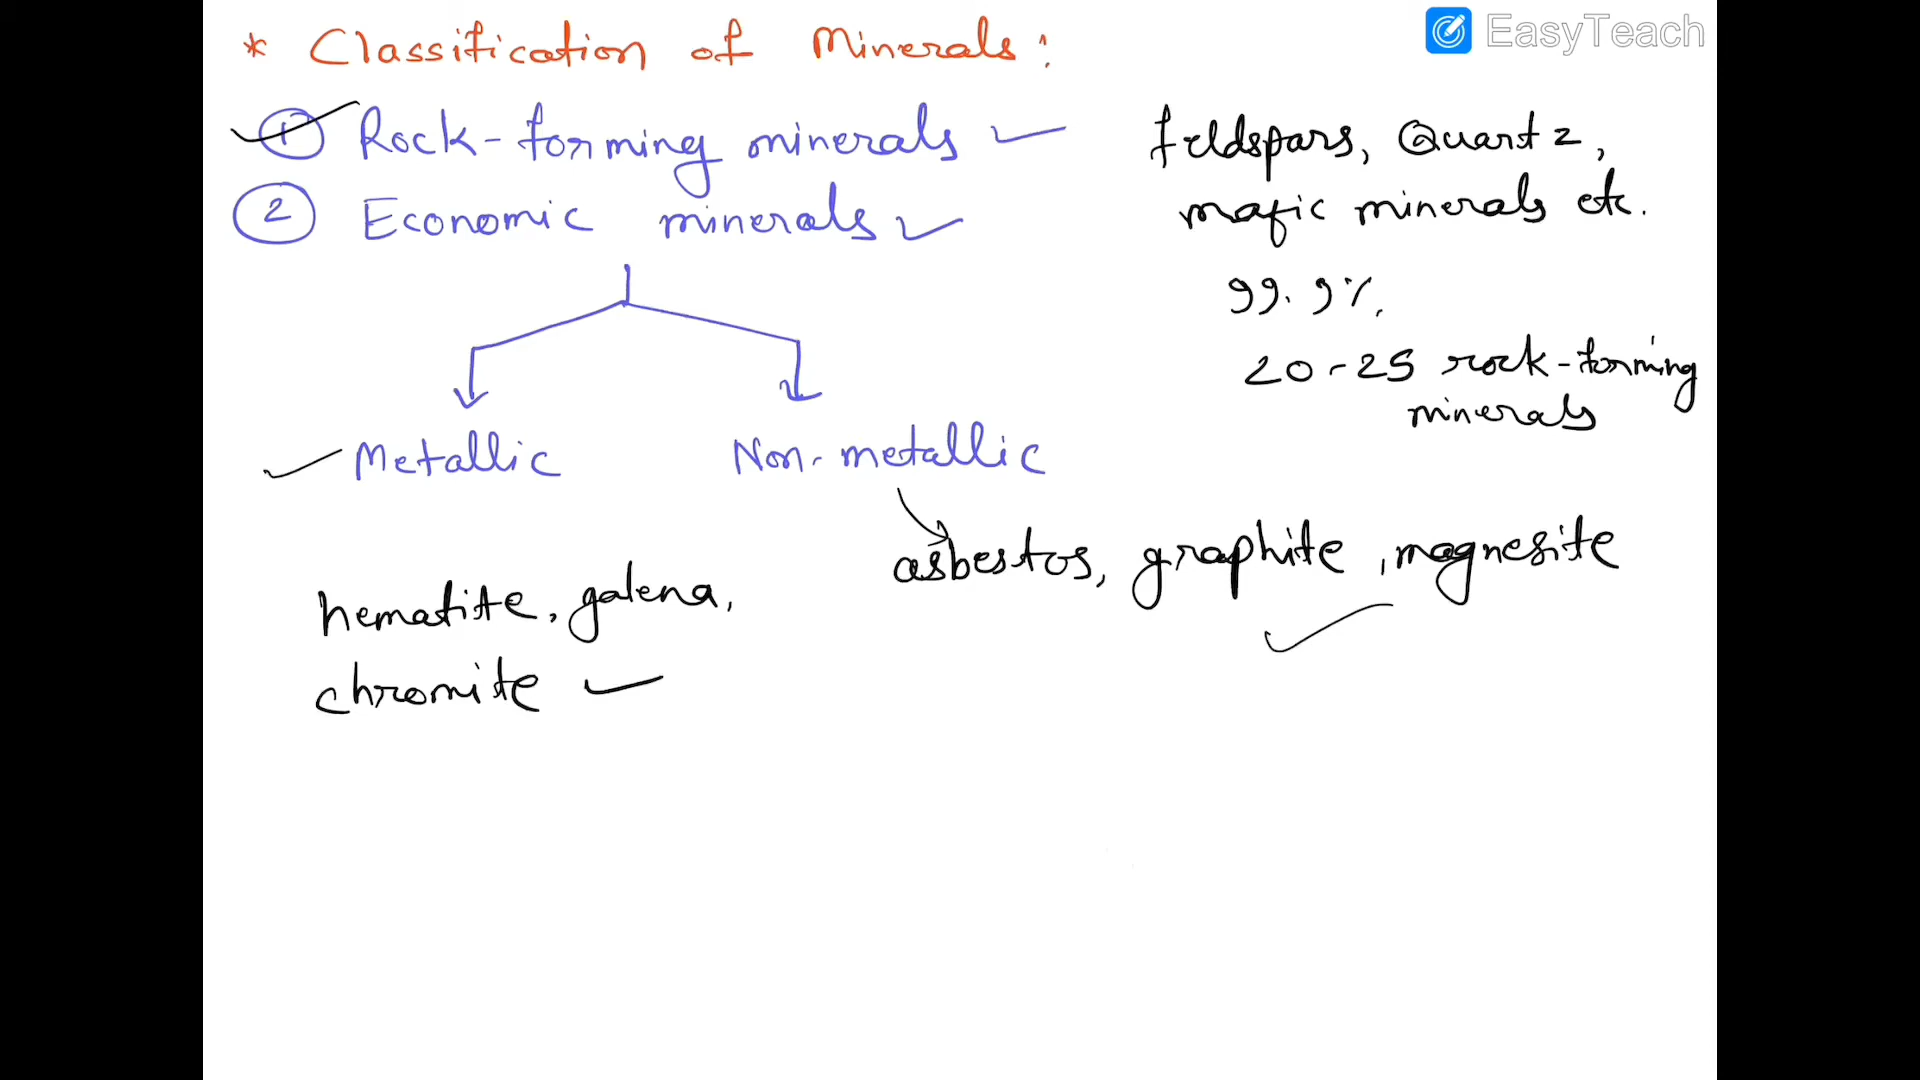 * Classification of Minerals:
EasyTeach
① Rock-forming minerals
② Economic minerals
feldspars, Quartz,
mafic minerals etc.
99.9%.
20-25 rock-forming
minerals
Metallic
Non-metallic
hematite, galena,
chromite
asbestos, graphite, magnesite